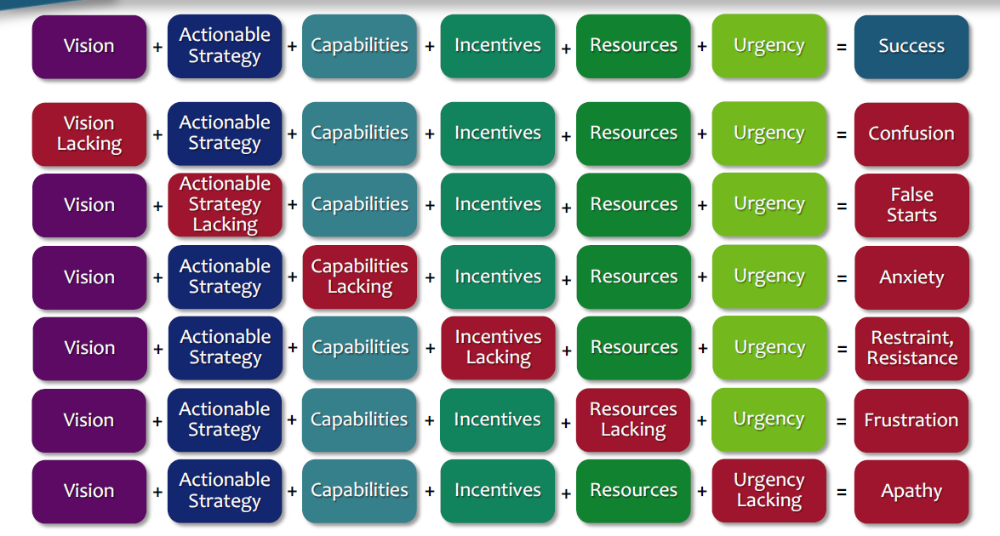 Vision + Actionable Strategy + Capabilities + Incentives + Resources + Urgency = Success
Vision Lacking + Actionable Strategy + Capabilities + Incentives + Resources + Urgency = Confusion
Vision + Actionable Strategy Lacking + Capabilities + Incentives + Resources + Urgency = False Starts
Vision + Actionable Strategy + Capabilities Lacking + Incentives + Resources + Urgency = Anxiety
Vision + Actionable Strategy + Capabilities + Incentives Lacking + Resources + Urgency = Restraint, Resistance
Vision + Actionable Strategy + Capabilities + Incentives + Resources Lacking + Urgency = Frustration
Vision + Actionable Strategy + Capabilities + Incentives + Resources + Urgency Lacking = Apathy